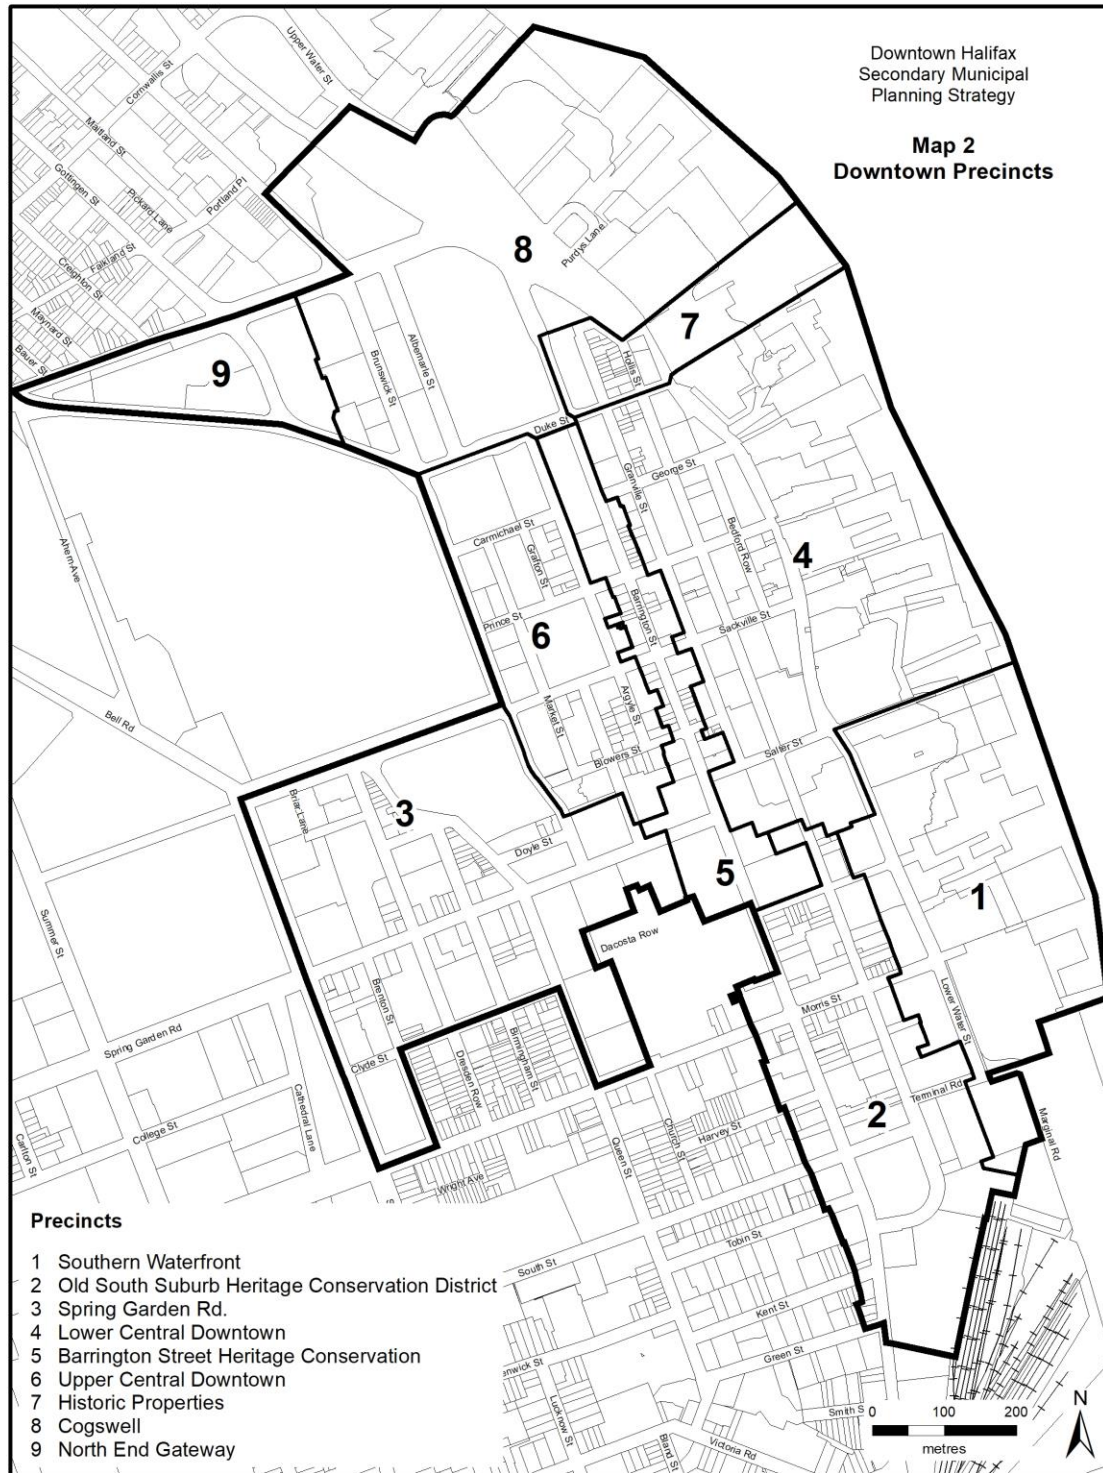 Downtown Halifax
Secondary Municipal
Planning Strategy
Map 2
Downtown Precincts
Upper Water St
Cornwallis St
Maitland St
Gottingen St
Pickard Lane
Portland Pl
Falkland St
Creighton St
Maynard St
Bauer St
8
Purdys Lane
7
9
Brunswick St
Albemarle St
Hollis St
Duke St
Granville St
George St
Ahern Ave
Carmichael St
Grafton St
Bedford Row
4
Prince St
6
Barrington St
Sackville St
Bell Rd
Market St
Argyle St
Blowers St
Salter St
Briar Lane
3
Doyle St
5
1
Summer St
Dacosta Row
Brenton St
Morris St
Lower Water St
Spring Garden Rd
Clyde St
Dresden Row
Birmingham St
Terminal Rd
Cathedral Lane
College St
Carlton St
2
Marginal Rd
Queen St
Church St
Harvey St
Wright Ave
Tobin St
South St
Kent St
Green St
enwick St
Lucknow St
Bland St
Victoria Rd
Smith S
Precincts
1 Southern Waterfront
2 Old South Suburb Heritage Conservation District
3 Spring Garden Rd.
4 Lower Central Downtown
5 Barrington Street Heritage Conservation
6 Upper Central Downtown
7 Historic Properties
8 Cogswell
9 North End Gateway
N
0 100 200
metres